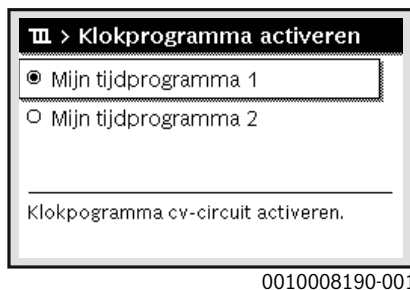 > Klokprogramma activeren
Mijn tijdprogramma 1
Mijn tijdprogramma 2
Klokpogramma cv-circuit activeren.
0010008190-001